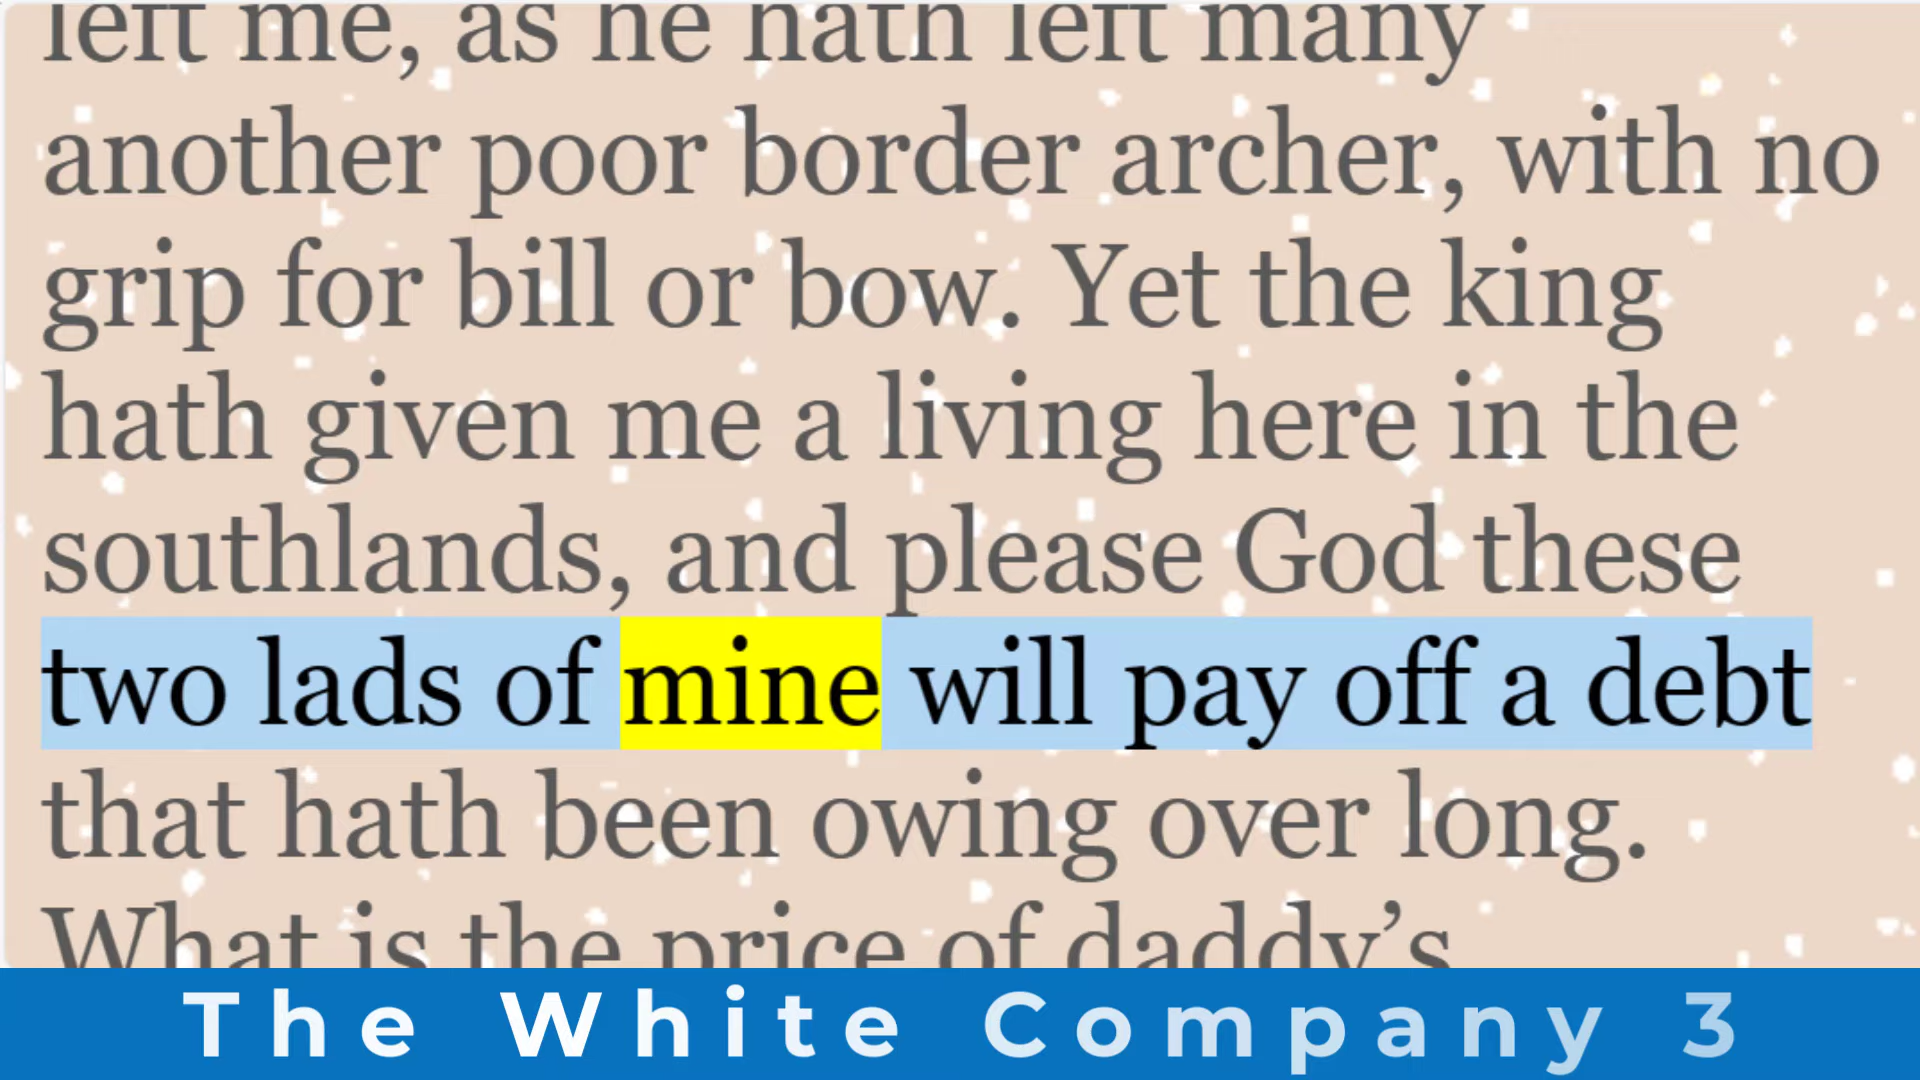 left me, as he hath left many
another poor border archer, with no
grip for bill or bow. Yet the king
hath given me a living here in the
southlands, and please God these
two lads of mine will pay off a debt
that hath been owing over long.
What is the price of daddy’s
The White Company 3